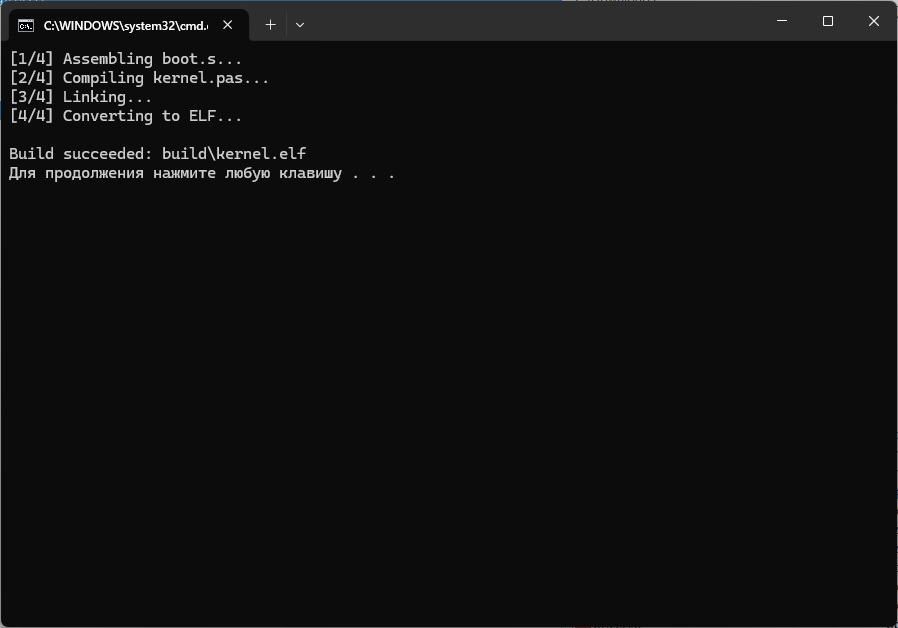 C:\WINDOWS\system32\cmd.
[1/4] Assembling boot.s...
[2/4] Compiling kernel.pas...
[3/4] Linking...
[4/4] Converting to ELF...
Build succeeded: build\kernel.elf
Для продолжения нажмите любую клавишу . . .